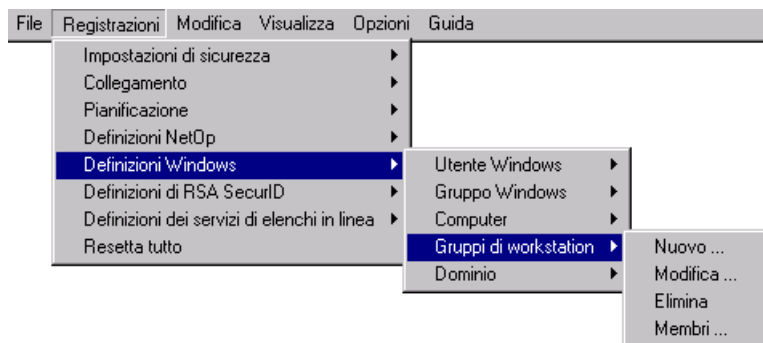 File Registrazioni Modifica Visualizza Opzioni Guida
Impostazioni di sicurezza
Collegamento
Pianificazione
Definizioni NetOp
Definizioni Windows
Definizioni di RSA SecurID
Definizioni dei servizi di elenchi in linea
Resetta tutto
Utente Windows
Gruppo Windows
Computer
Gruppi di workstation
Dominio
Nuovo ...
Modifica ...
Elimina
Membri ...